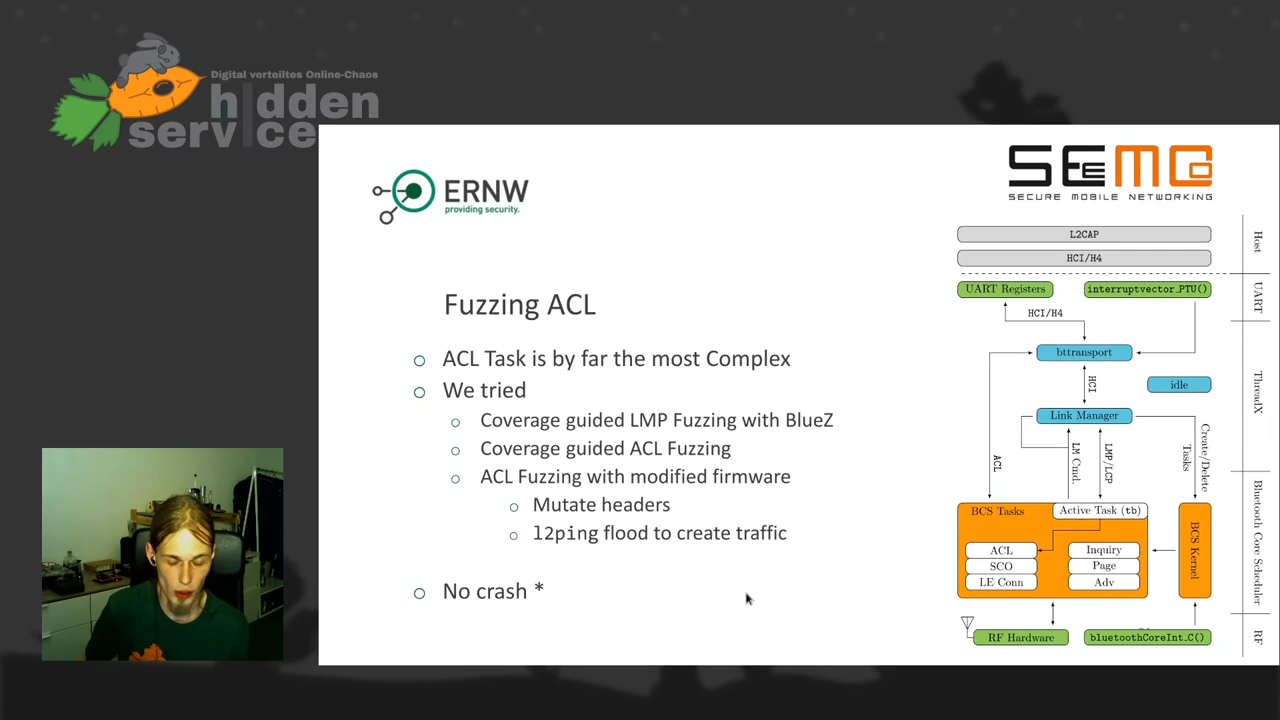 Digital verteiltes Online-Chaos
hidden
service
ERNW
providing security.
SEEMOO
SECURE MOBILE NETWORKING
Fuzzing ACL
ACL Task is by far the most Complex
We tried
Coverage guided LMP Fuzzing with BlueZ
Coverage guided ACL Fuzzing
ACL Fuzzing with modified firmware
Mutate headers
l2ping flood to create traffic
No crash *
L2CAP
HCI/H4
Host
UART Registers
interruptvector_PTU()
UART
HCI/H4
bttransport
HCI
idle
ThreadX
Link Manager
ACL
LM Cmd.
LMP/LCP
Create/Delete
Tasks
BCS Tasks
Active Task (tb)
ACL
SCO
LE Conn
Inquiry
Page
Adv
BCS Kernel
Bluetooth Core Scheduler
RF Hardware
bluetoothCoreInt_C()
RF